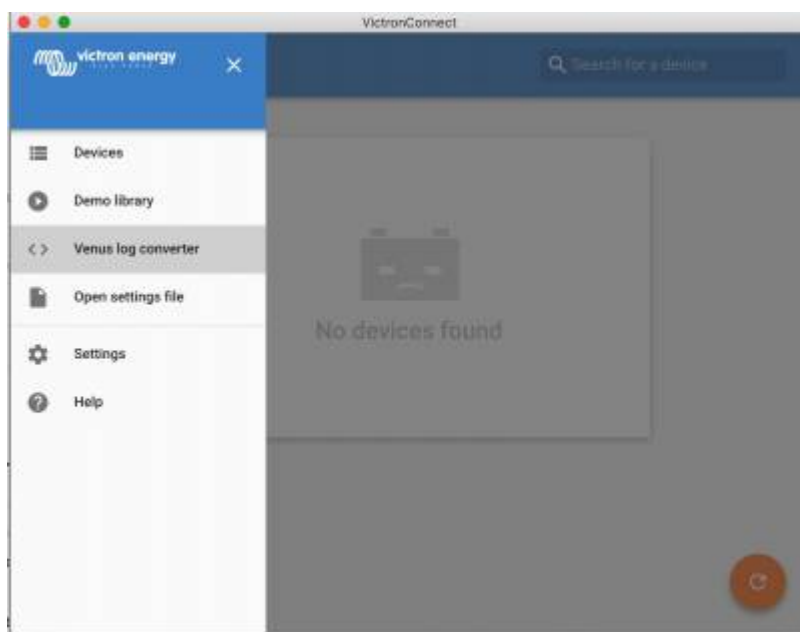 VictronConnect
victron energy
Search for a device
Devices
Demo library
Venus log converter
Open settings file
No devices found
Settings
Help